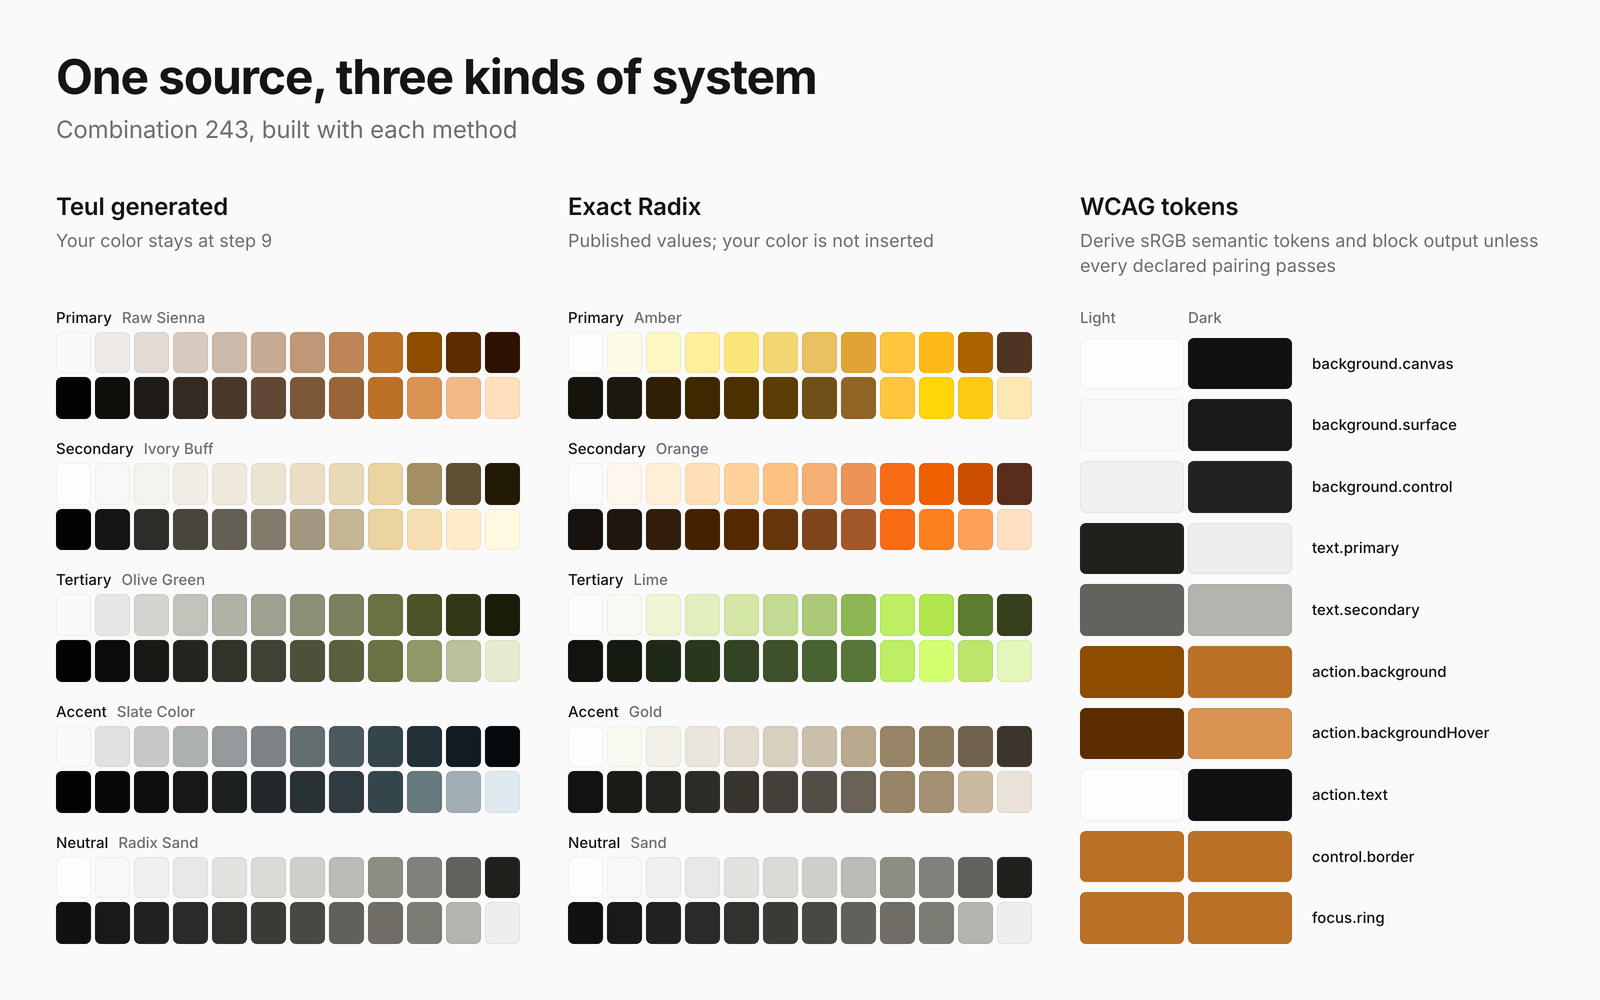 One source, three kinds of system
Combination 243, built with each method
Teul generated
Your color stays at step 9
Primary Raw Sienna
Secondary Ivory Buff
Tertiary Olive Green
Accent Slate Color
Neutral Radix Sand
Exact Radix
Published values; your color is not inserted
Primary Amber
Secondary Orange
Tertiary Lime
Accent Gold
Neutral Sand
WCAG tokens
Derive sRGB semantic tokens and block output unless
every declared pairing passes
Light Dark
background.canvas
background.surface
background.control
text.primary
text.secondary
action.background
action.backgroundHover
action.text
control.border
focus.ring